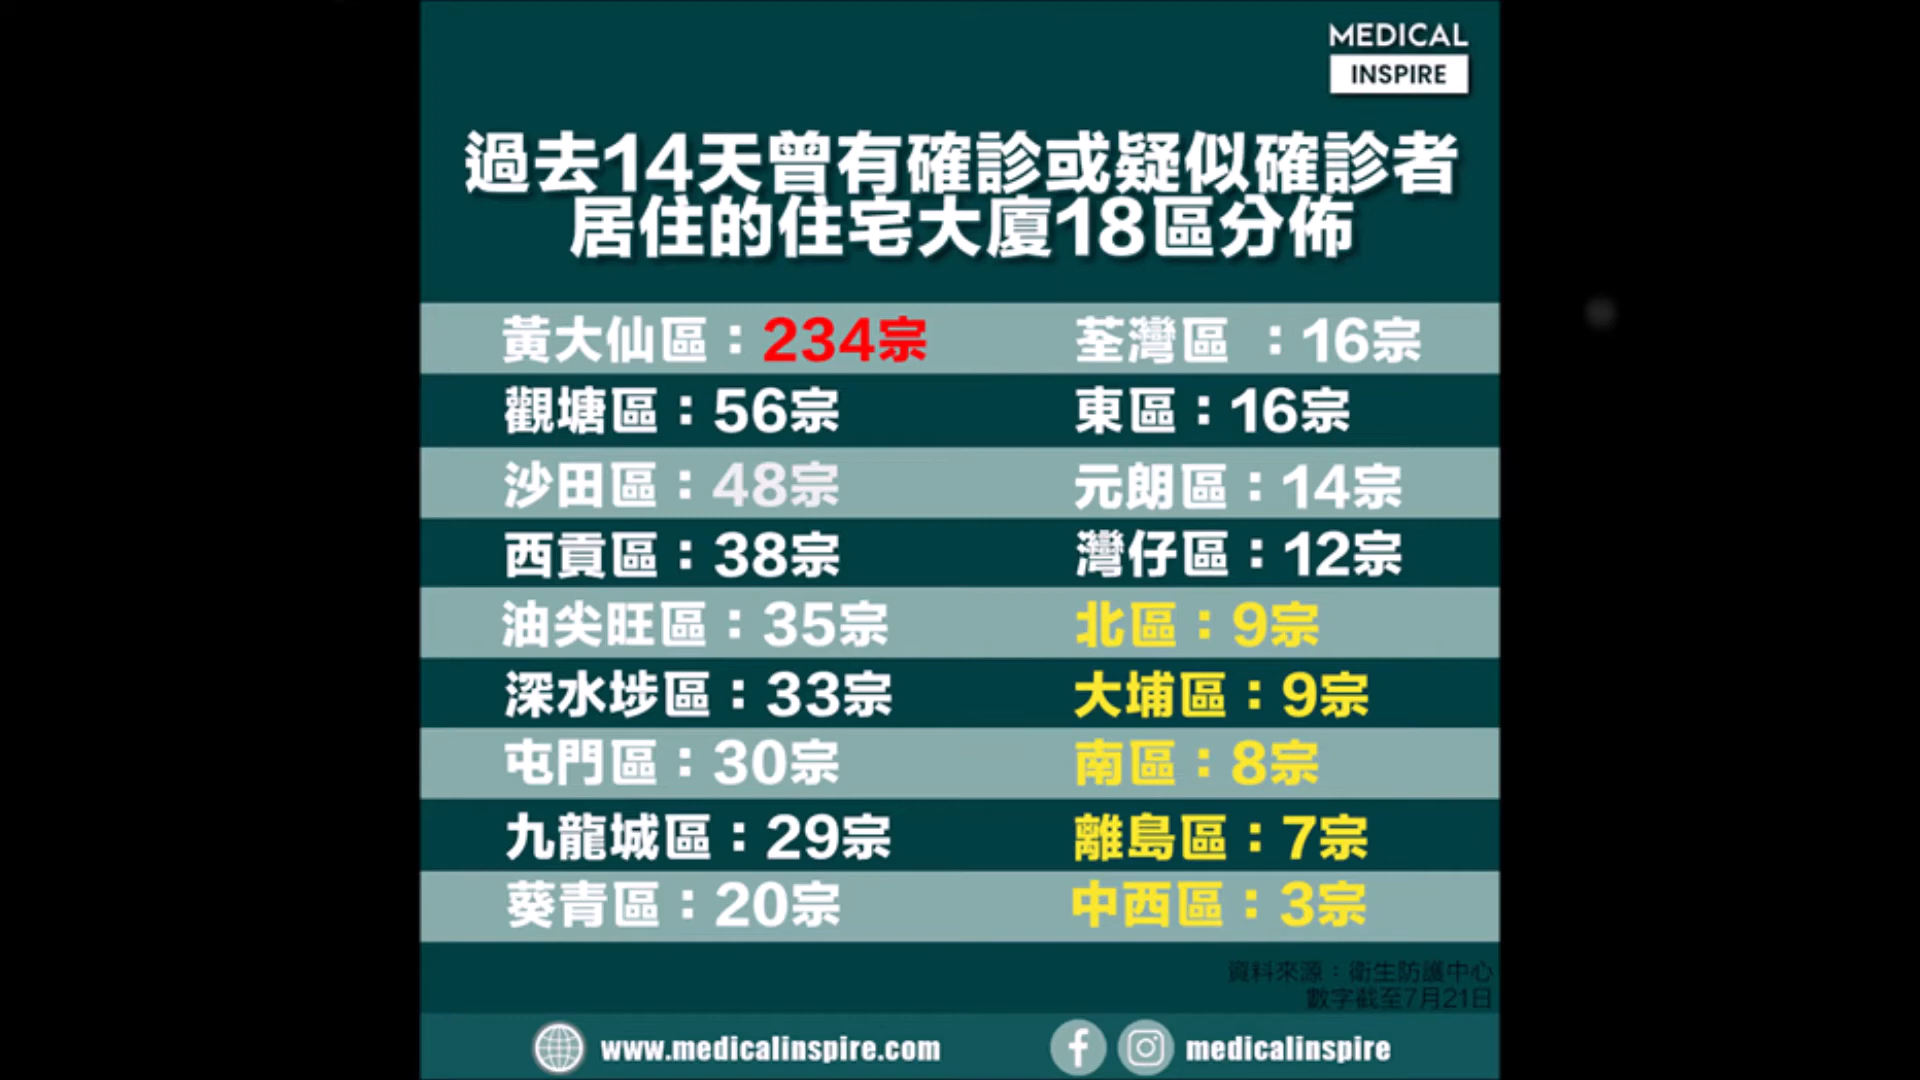 MEDICAL
INSPIRE
過去14天曾有確診或疑似確診者
居住的住宅大廈18區分佈
黃大仙區：234宗
荃灣區 ：16宗
觀塘區：56宗
東區：16宗
沙田區：48宗
元朗區：14宗
西貢區：38宗
灣仔區：12宗
油尖旺區：35宗
北區：9宗
深水埗區：33宗
大埔區：9宗
屯門區：30宗
南區：8宗
九龍城區：29宗
離島區：7宗
葵青區：20宗
中西區：3宗
資料來源：衛生防護中心
數字截至7月21日
www.medicalinspire.com
medicalinspire